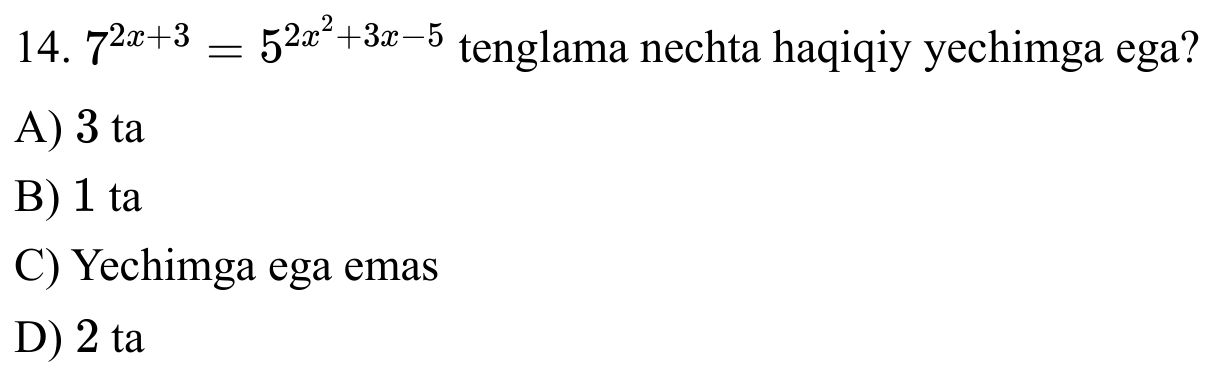 14. $7^{2x+3} = 5^{2x^2+3x-5}$ tenglama nechta haqiqiy yechimga ega?
A) 3 ta
B) 1 ta
C) Yechimga ega emas
D) 2 ta